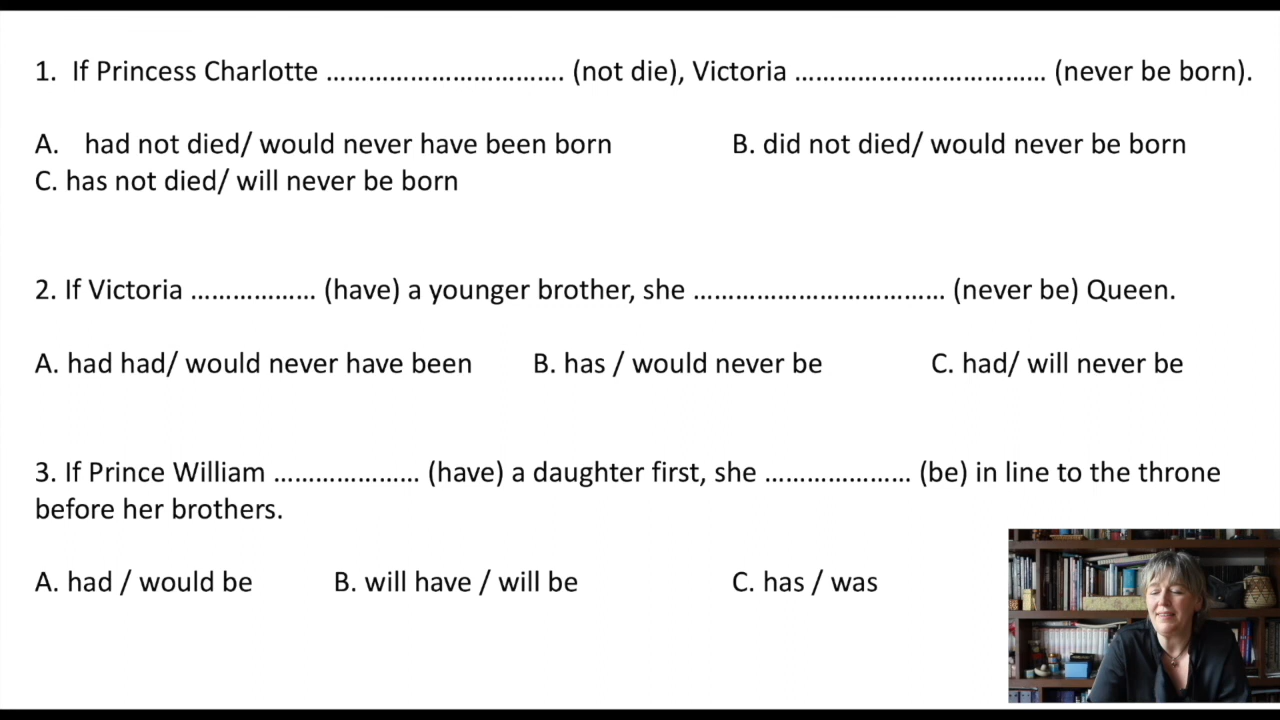 1. If Princess Charlotte ……………………………. (not die), Victoria ……………………………… (never be born).
A. had not died/ would never have been born B. did not died/ would never be born
C. has not died/ will never be born
2. If Victoria ……………… (have) a younger brother, she ……………………………… (never be) Queen.
A. had had/ would never have been B. has / would never be C. had/ will never be
3. If Prince William ………………… (have) a daughter first, she ………………… (be) in line to the throne
before her brothers.
A. had / would be B. will have / will be C. has / was